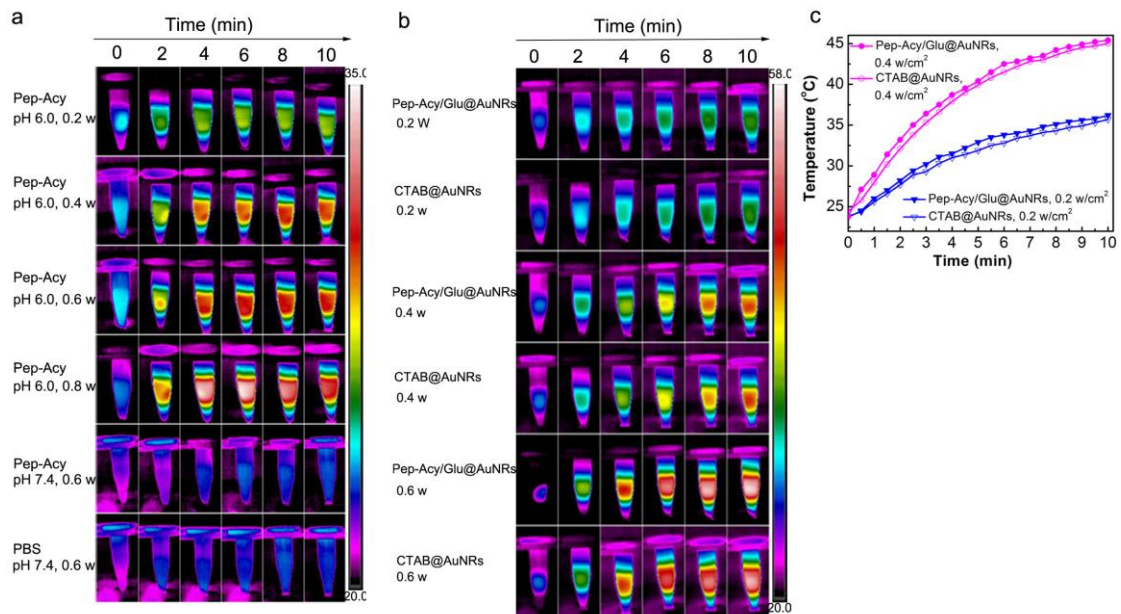 a
Time (min)
0 2 4 6 8 10
35.0
Pep-Acy
pH 6.0, 0.2 w
Pep-Acy
pH 6.0, 0.4 w
Pep-Acy
pH 6.0, 0.6 w
Pep-Acy
pH 6.0, 0.8 w
Pep-Acy
pH 7.4, 0.6 w
PBS
pH 7.4, 0.6 w
20.0
b
Time (min)
0 2 4 6 8 10
58.0
Pep-Acy/Glu@AuNRs
0.2 W
CTAB@AuNRs
0.2 w
Pep-Acy/Glu@AuNRs
0.4 w
CTAB@AuNRs
0.4 w
Pep-Acy/Glu@AuNRs
0.6 w
CTAB@AuNRs
0.6 w
20.0
c
Temperature (°C)
45
40
35
30
25
Pep-Acy/Glu@AuNRs,
0.4 w/cm²
CTAB@AuNRs,
0.4 w/cm²
Pep-Acy/Glu@AuNRs, 0.2 w/cm²
CTAB@AuNRs, 0.2 w/cm²
0 1 2 3 4 5 6 7 8 9 10
Time (min)